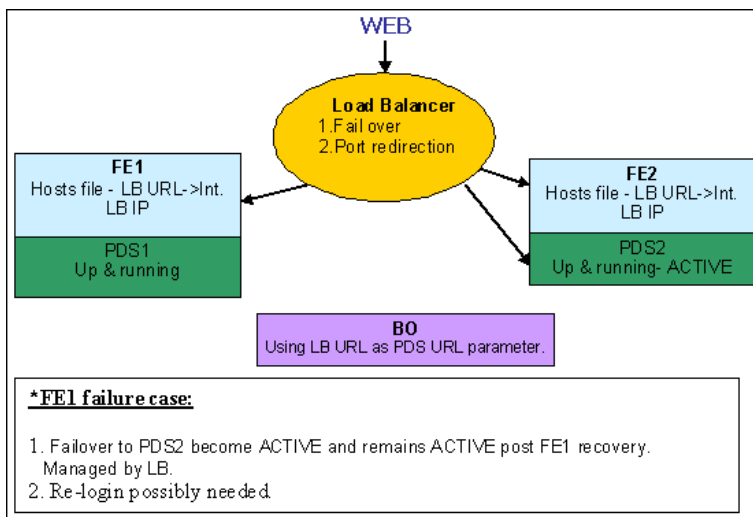 WEB
Load Balancer
1.Fail over
2.Port redirection
FE1
Hosts file - LB URL->Int.
LB IP
PDS1
Up & running
FE2
Hosts file - LB URL->Int.
LB IP
PDS2
Up & running- ACTIVE
BO
Using LB URL as PDS URL parameter.
*FE1 failure case:
1. Failover to PDS2 become ACTIVE and remains ACTIVE post FE1 recovery.
Managed by LB.
2. Re-login possibly needed.